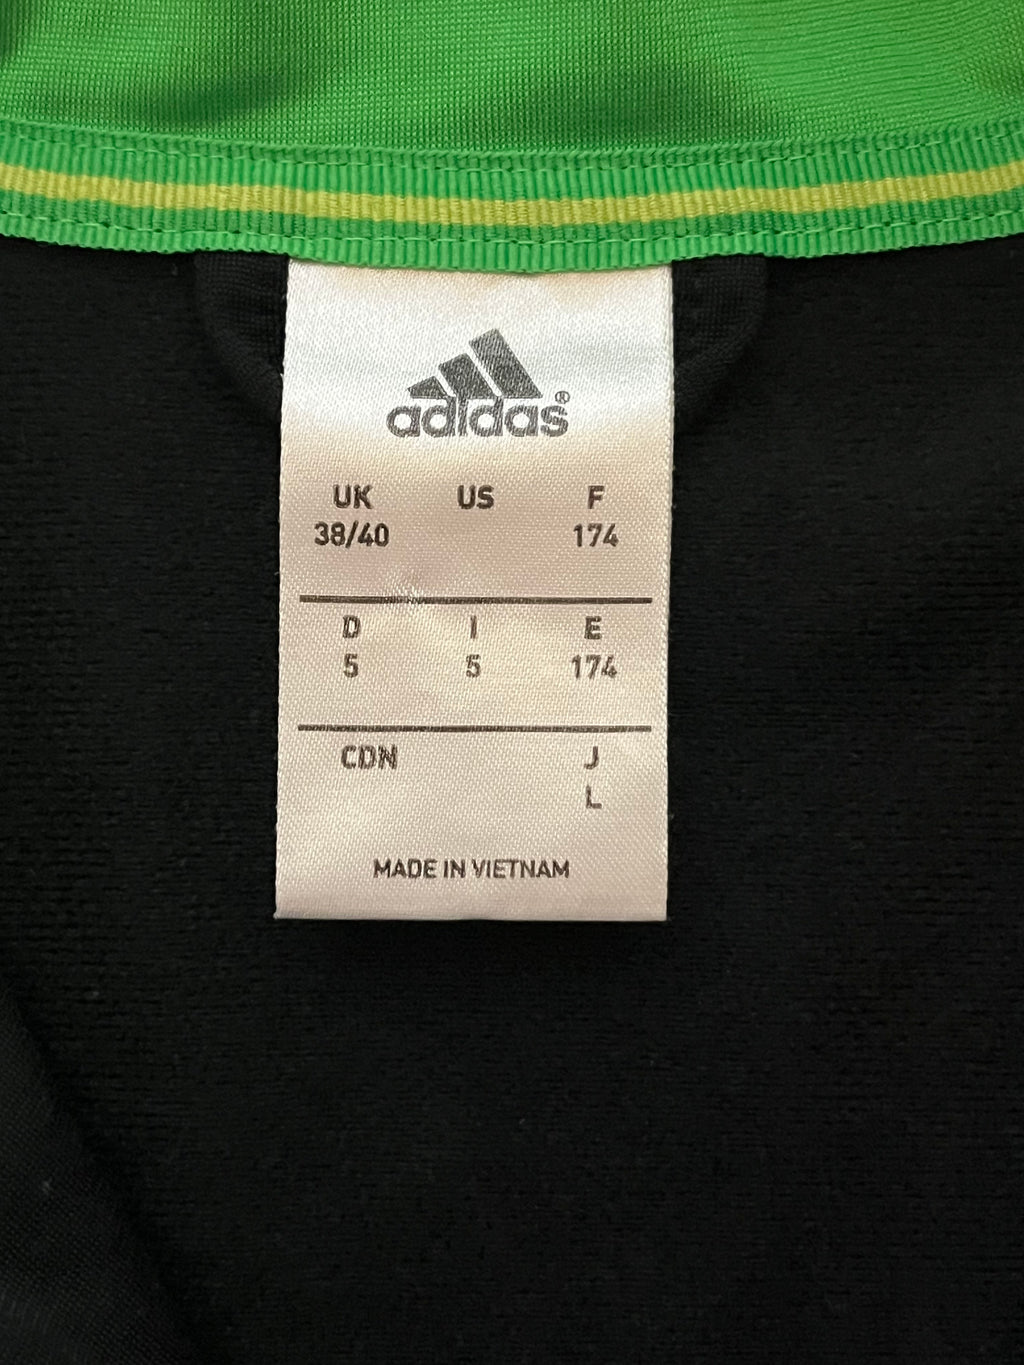 adidas®
UK US F
38/40 174
D I E
5 5 174
CDN J
L
MADE IN VIETNAM